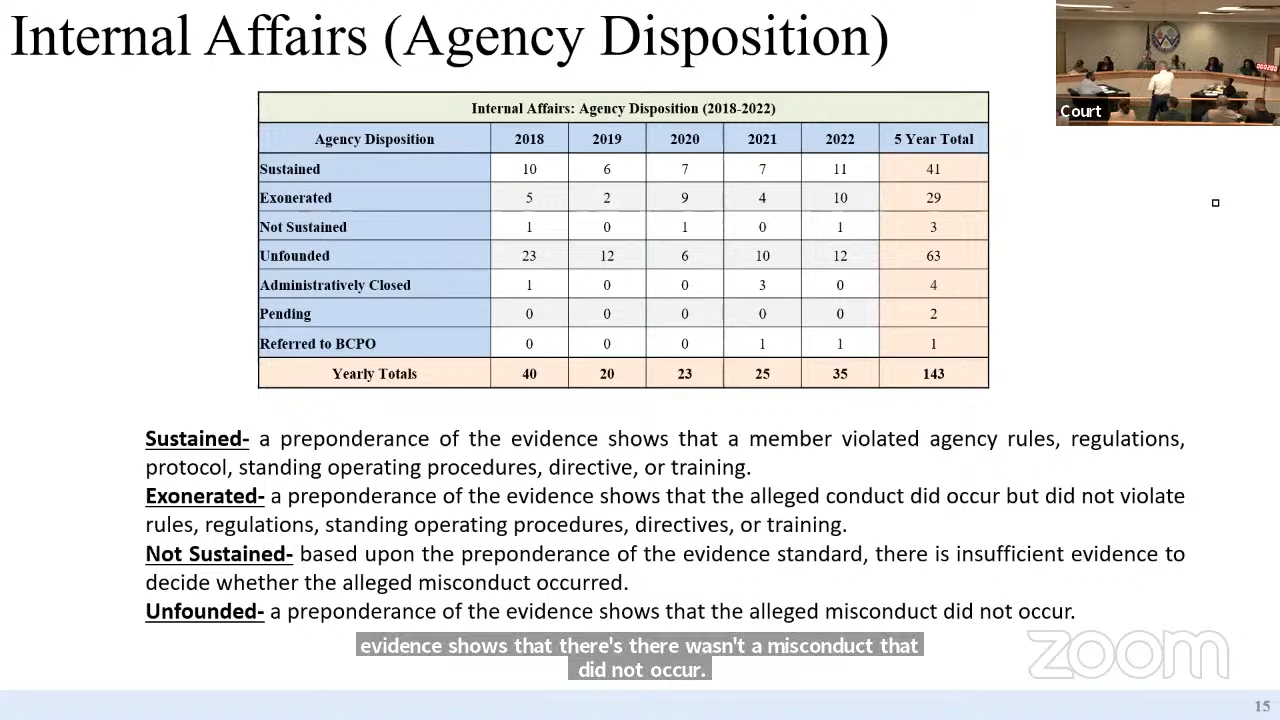 Internal Affairs (Agency Disposition)
Court
Internal Affairs: Agency Disposition (2018-2022)
Agency Disposition 2018 2019 2020 2021 2022 5 Year Total
Sustained 10 6 7 7 11 41
Exonerated 5 2 9 4 10 29
Not Sustained 1 0 1 0 1 3
Unfounded 23 12 6 10 12 63
Administratively Closed 1 0 0 3 0 4
Pending 0 0 0 0 0 2
Referred to BCPO 0 0 0 1 1 1
Yearly Totals 40 20 23 25 35 143
Sustained- a preponderance of the evidence shows that a member violated agency rules, regulations,
protocol, standing operating procedures, directive, or training.
Exonerated- a preponderance of the evidence shows that the alleged conduct did occur but did not violate
rules, regulations, standing operating procedures, directives, or training.
Not Sustained- based upon the preponderance of the evidence standard, there is insufficient evidence to
decide whether the alleged misconduct occurred.
Unfounded- a preponderance of the evidence shows that the alleged misconduct did not occur.
evidence shows that there's there wasn't a misconduct that
did not occur.
zoom
15